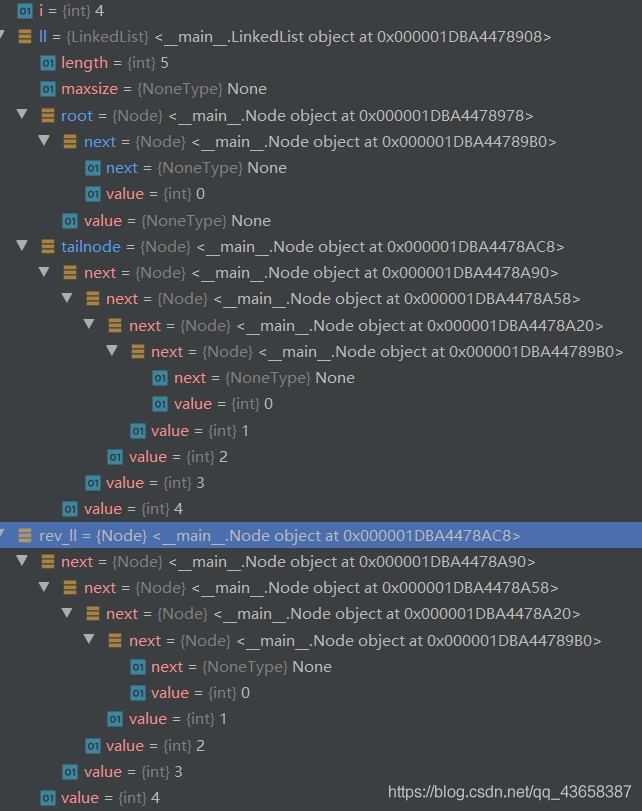 01 i = {int} 4
ll = {LinkedList} <__main__.LinkedList object at 0x000001DBA4478908>
01 length = {int} 5
01 maxsize = {NoneType} None
root = {Node} <__main__.Node object at 0x000001DBA4478978>
next = {Node} <__main__.Node object at 0x000001DBA44789B0>
01 next = {NoneType} None
01 value = {int} 0
01 value = {NoneType} None
tailnode = {Node} <__main__.Node object at 0x000001DBA4478AC8>
next = {Node} <__main__.Node object at 0x000001DBA4478A90>
next = {Node} <__main__.Node object at 0x000001DBA4478A58>
next = {Node} <__main__.Node object at 0x000001DBA4478A20>
next = {Node} <__main__.Node object at 0x000001DBA44789B0>
01 next = {NoneType} None
01 value = {int} 0
01 value = {int} 1
01 value = {int} 2
01 value = {int} 3
01 value = {int} 4
rev_ll = {Node} <__main__.Node object at 0x000001DBA4478AC8>
next = {Node} <__main__.Node object at 0x000001DBA4478A90>
next = {Node} <__main__.Node object at 0x000001DBA4478A58>
next = {Node} <__main__.Node object at 0x000001DBA4478A20>
next = {Node} <__main__.Node object at 0x000001DBA44789B0>
01 next = {NoneType} None
01 value = {int} 0
01 value = {int} 1
01 value = {int} 2
01 value = {int} 3
01 value = {int} 4
https://blog.csdn.net/qq_43658387